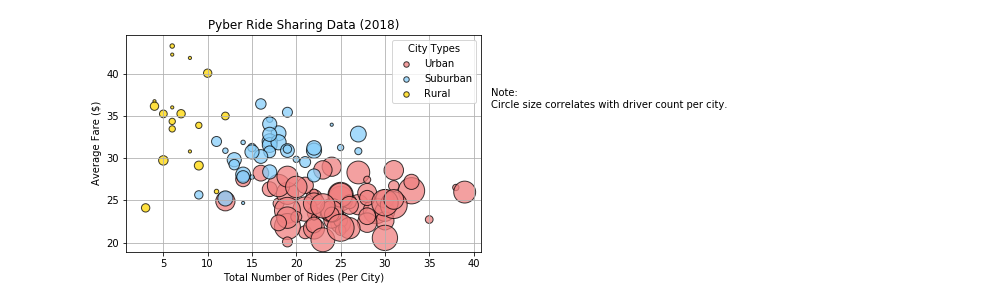 Pyber Ride Sharing Data (2018)
City Types
Urban
Suburban
Rural
Note:
Circle size correlates with driver count per city.
Average Fare ($)
40
35
30
25
20
5 10 15 20 25 30 35 40
Total Number of Rides (Per City)